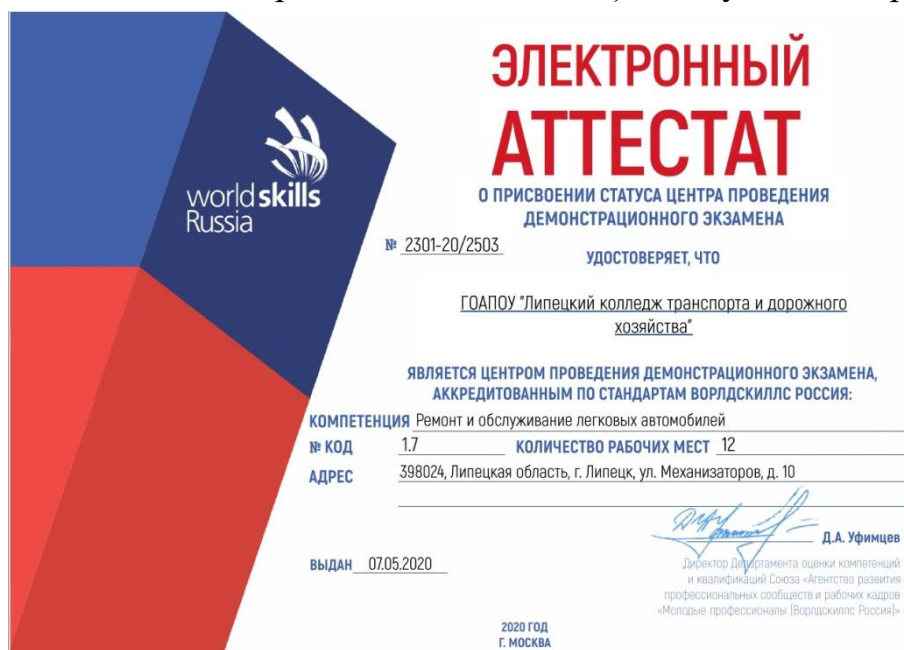 world skills
Russia
ЭЛЕКТРОННЫЙ
АТТЕСТАТ
О ПРИСВОЕНИИ СТАТУСА ЦЕНТРА ПРОВЕДЕНИЯ
ДЕМОНСТРАЦИОННОГО ЭКЗАМЕНА
№ 2301-20/2503
УДОСТОВЕРЯЕТ, ЧТО
ГОАПОУ "Липецкий колледж транспорта и дорожного
хозяйства"
ЯВЛЯЕТСЯ ЦЕНТРОМ ПРОВЕДЕНИЯ ДЕМОНСТРАЦИОННОГО ЭКЗАМЕНА,
АККРЕДИТОВАННЫМ ПО СТАНДАРТАМ ВОРЛДСКИЛЛС РОССИЯ:
КОМПЕТЕНЦИЯ Ремонт и обслуживание легковых автомобилей
№ КОД 1.7 КОЛИЧЕСТВО РАБОЧИХ МЕСТ 12
АДРЕС 398024, Липецкая область, г. Липецк, ул. Механизаторов, д. 10
Д.А. Уфимцев
ВЫДАН 07.05.2020
Директор Департамента оценки компетенций
и квалификаций Союза «Агентство развития
профессиональных сообществ и рабочих кадров
«Молодые профессионалы (Ворлдскиллс Россия)»
2020 ГОД
Г. МОСКВА